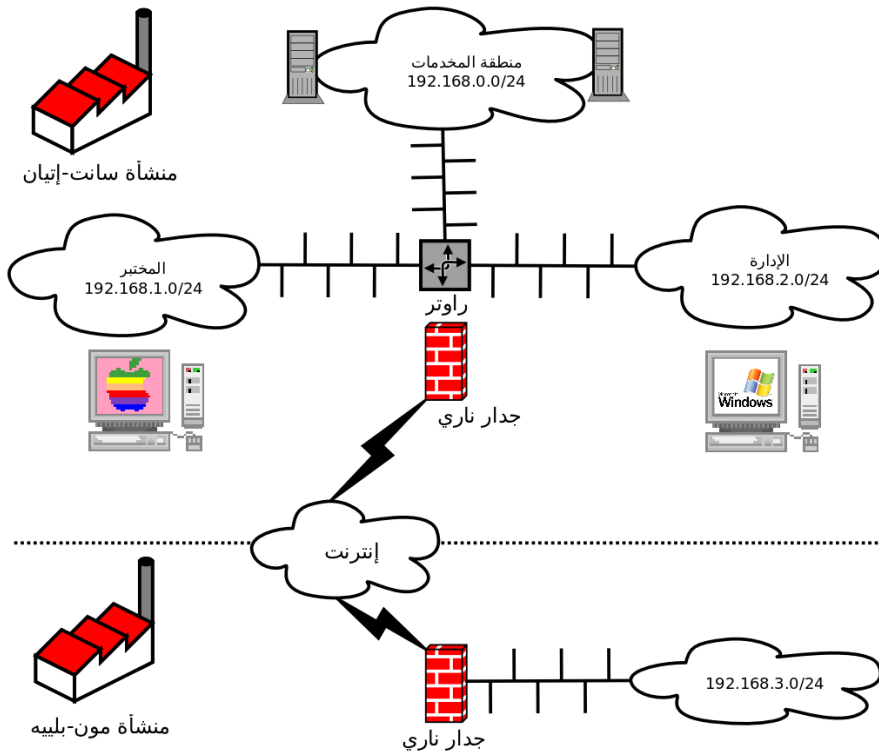 منطقة المخدمات
192.168.0.0/24
منشأة سانت-إتيان
المختبر
192.168.1.0/24
الإدارة
192.168.2.0/24
راوتر
جدار ناري
Microsoft
Windows
إنترنت
192.168.3.0/24
منشأة مون-بلييه
جدار ناري